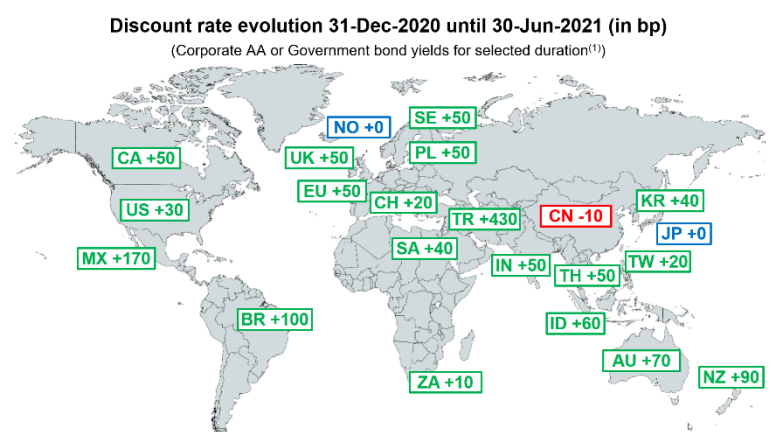 Discount rate evolution 31-Dec-2020 until 30-Jun-2021 (in bp)
(Corporate AA or Government bond yields for selected duration(1))
SE +50
NO +0
CA +50
UK +50
PL +50
EU +50
CH +20
KR +40
US +30
TR +430
CN -10
JP +0
MX +170
SA +40
IN +50
TH +50
TW +20
BR +100
ID +60
AU +70
ZA +10
NZ +90